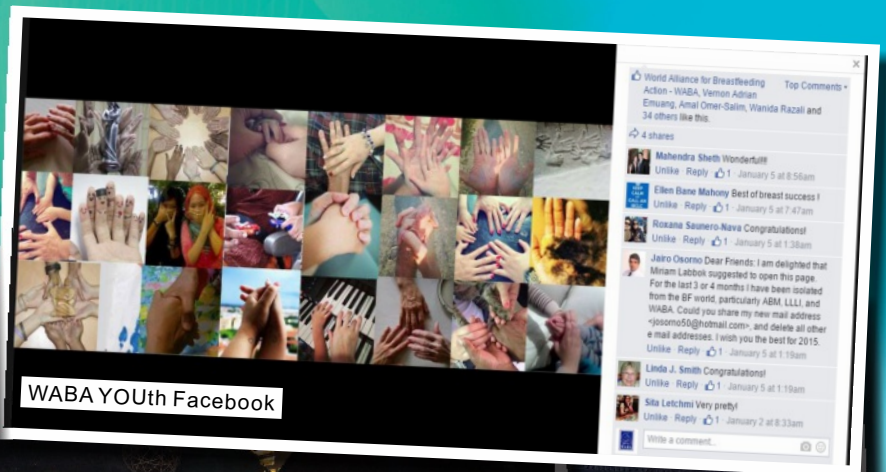 World Alliance for Breastfeeding
Top Comments
Action - WABA, Vernon Adrian
Emuang, Amal Omer-Salim, Wanida Razali and
34 others like this.
4 shares
Mahendra Sheth Wonderful!!!
Unlike · Reply · 1 · January 5 at 8:56am
Ellen Bane Mahony Best of breast success !
Unlike · Reply · 1 · January 5 at 7:47am
Roxana Saunero-Nava Congratulations!
Unlike · Reply · 1 · January 5 at 1:38am
Jairo Osorno Dear Friends: I am delighted that
Miriam Labbok suggested to open this page.
For the last 3 or 4 months I have been isolated
from the BF world, particularly ABM, LLLI, and
WABA. Could you share my new mail address
<josorno50@hotmail.com>, and delete all other
e mail addresses. I wish you the best for 2015.
Unlike · Reply · 1 · January 5 at 1:19am
Linda J. Smith Congratulations!
Unlike · Reply · 1 · January 5 at 1:19am
Sita Letchmi Very pretty!
Unlike · Reply · 1 · January 2 at 8:33am
Write a comment...
WABA YOUth Facebook